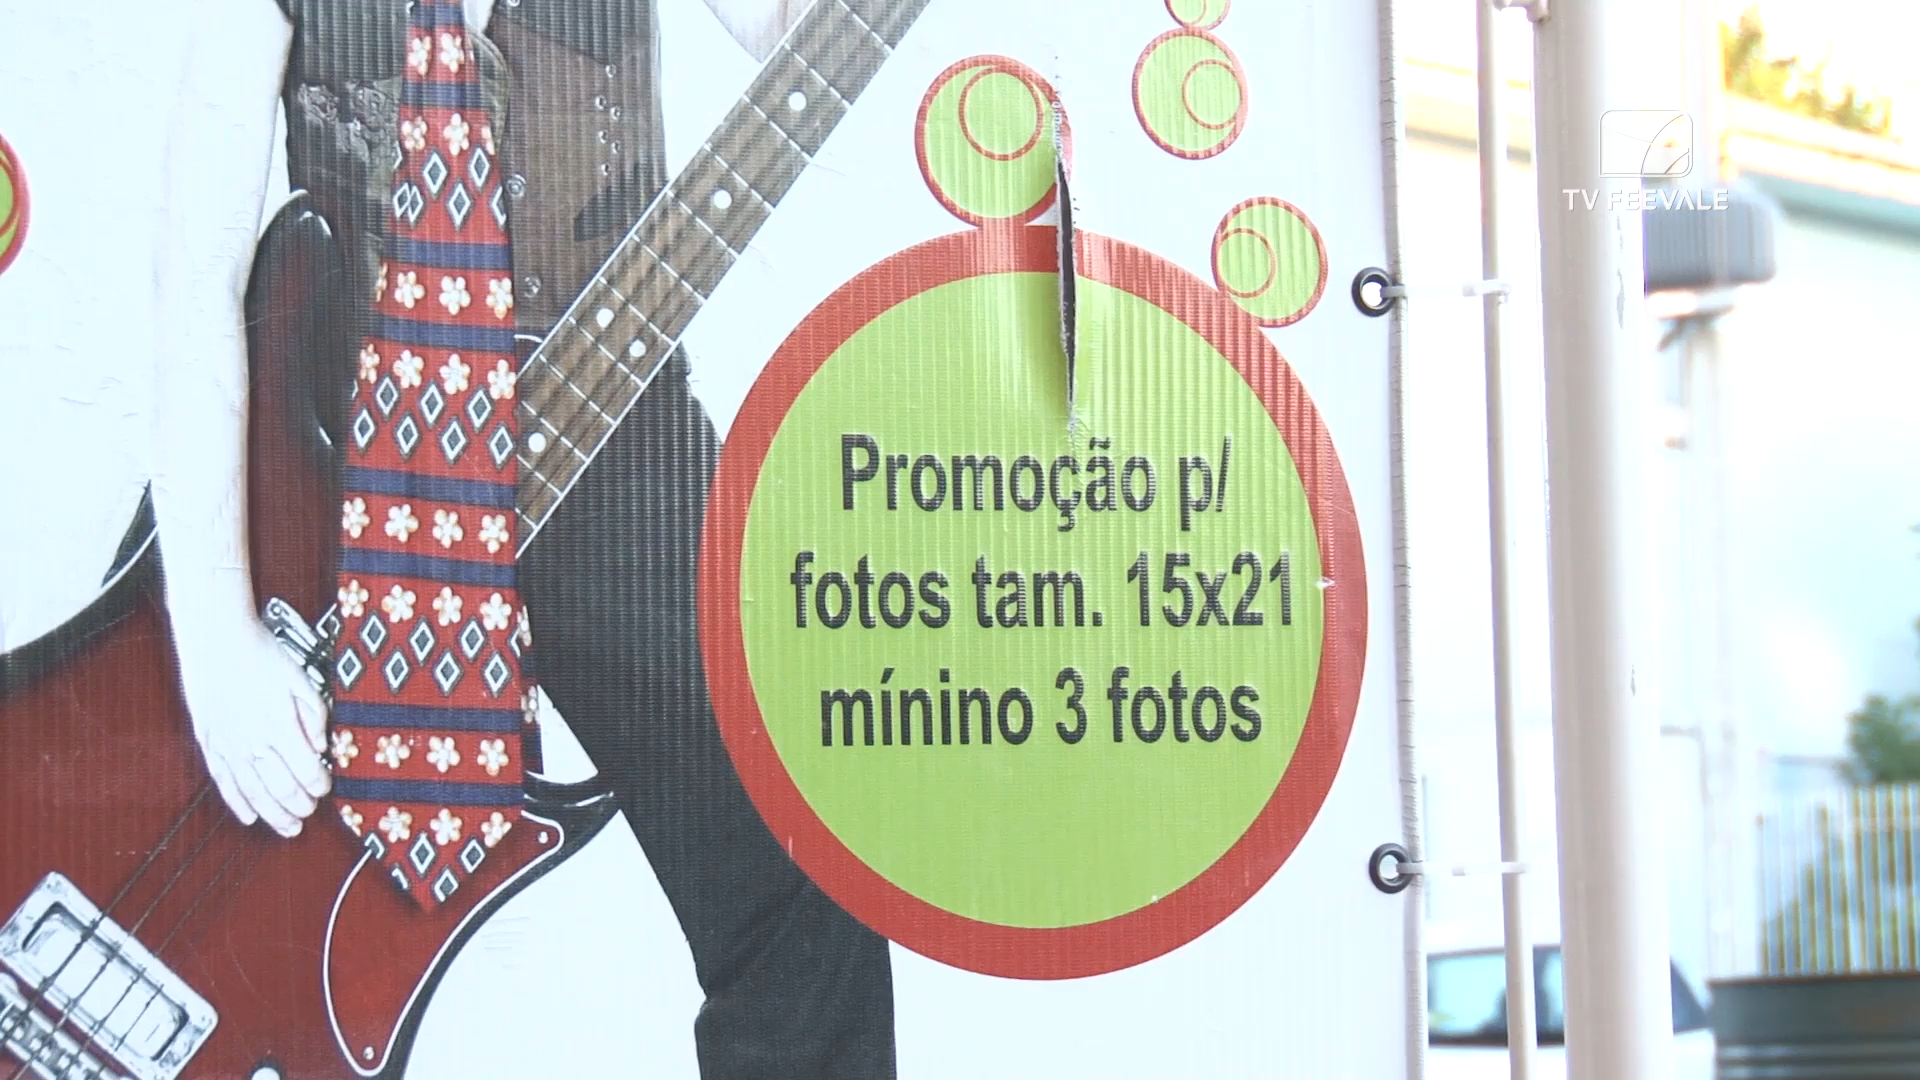 TV FEEVALE
Promoção p/
fotos tam. 15x21
mínino 3 fotos